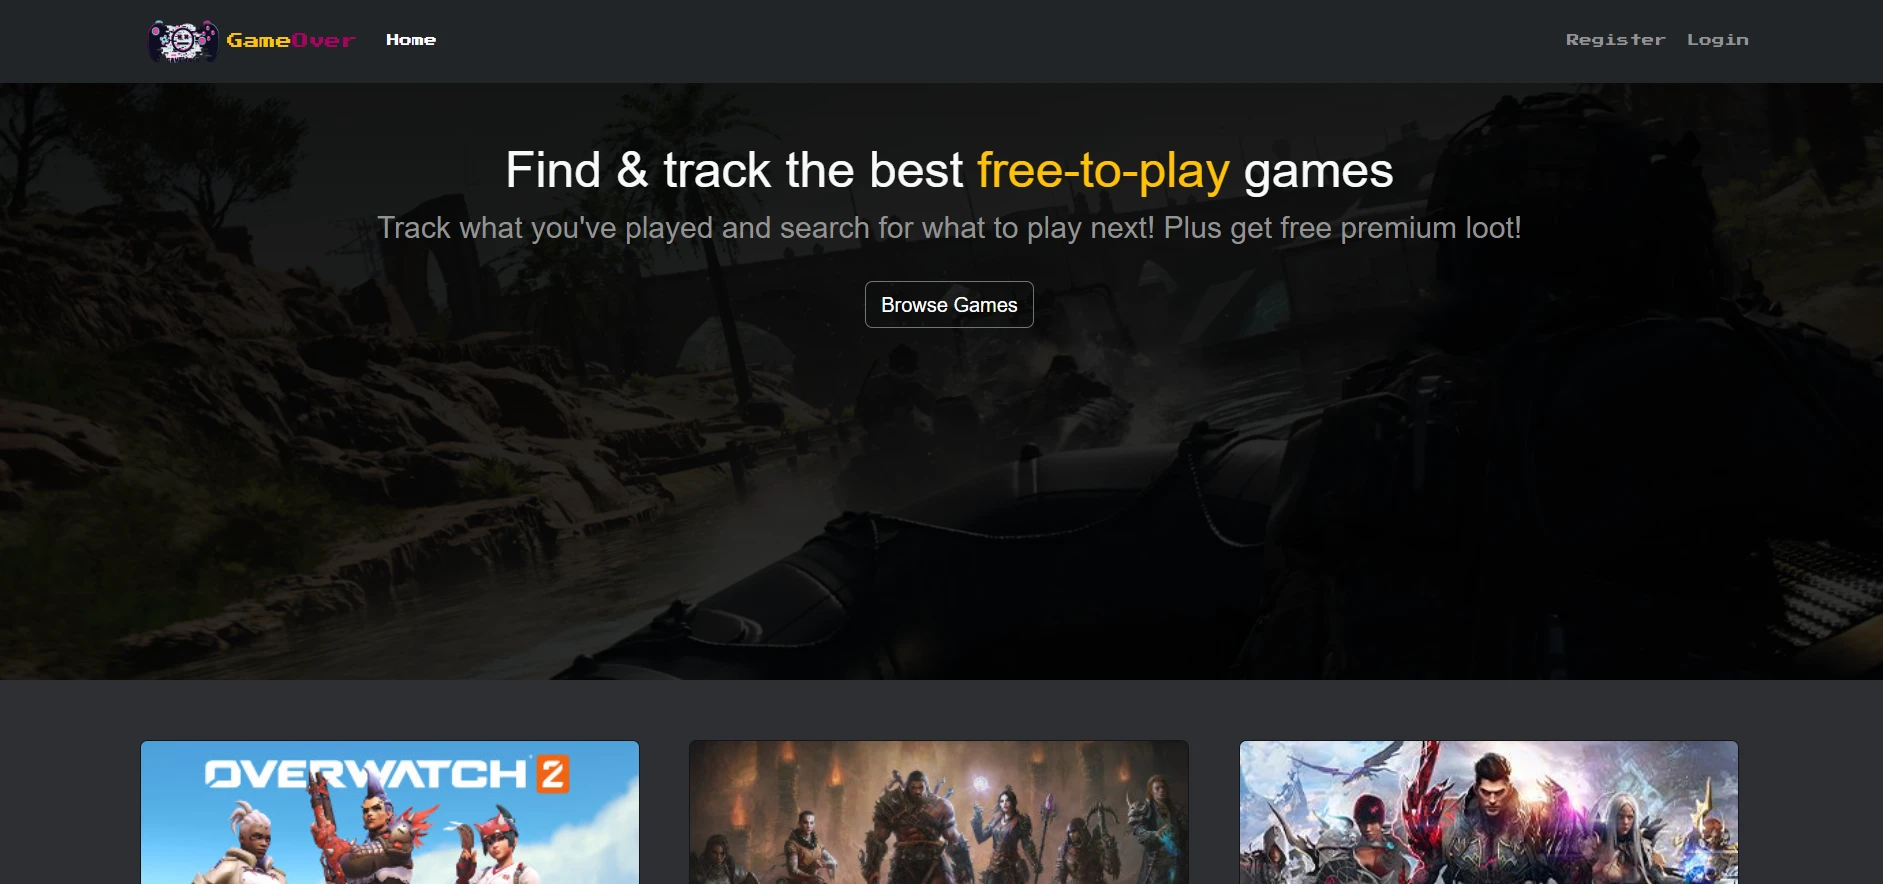 GameOver Home Register Login
Find & track the best free-to-play games
Track what you've played and search for what to play next! Plus get free premium loot!
Browse Games
OVERWATCH 2